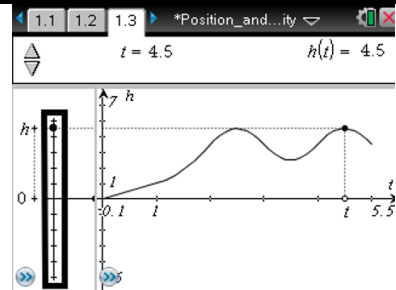 1.1 1.2 1.3 *Position_and...ity
t = 4.5 h(t) = 4.5
7 h
h
1 t
0 -0.1 1 t 5.5